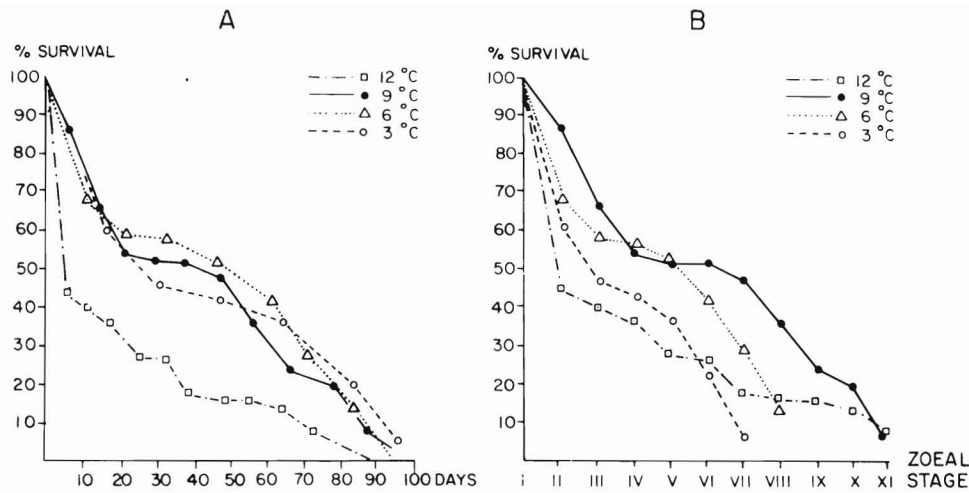 A
% SURVIVAL
100
90
80
70
60
50
40
30
20
10
12 °C
9 °C
6 °C
3 °C
10 20 30 40 50 60 70 80 90 100 DAYS
B
% SURVIVAL
100
90
80
70
60
50
40
30
20
10
12 °C
9 °C
6 °C
3 °C
I II III IV V VI VII VIII IX X XI
ZOEAL
STAGE